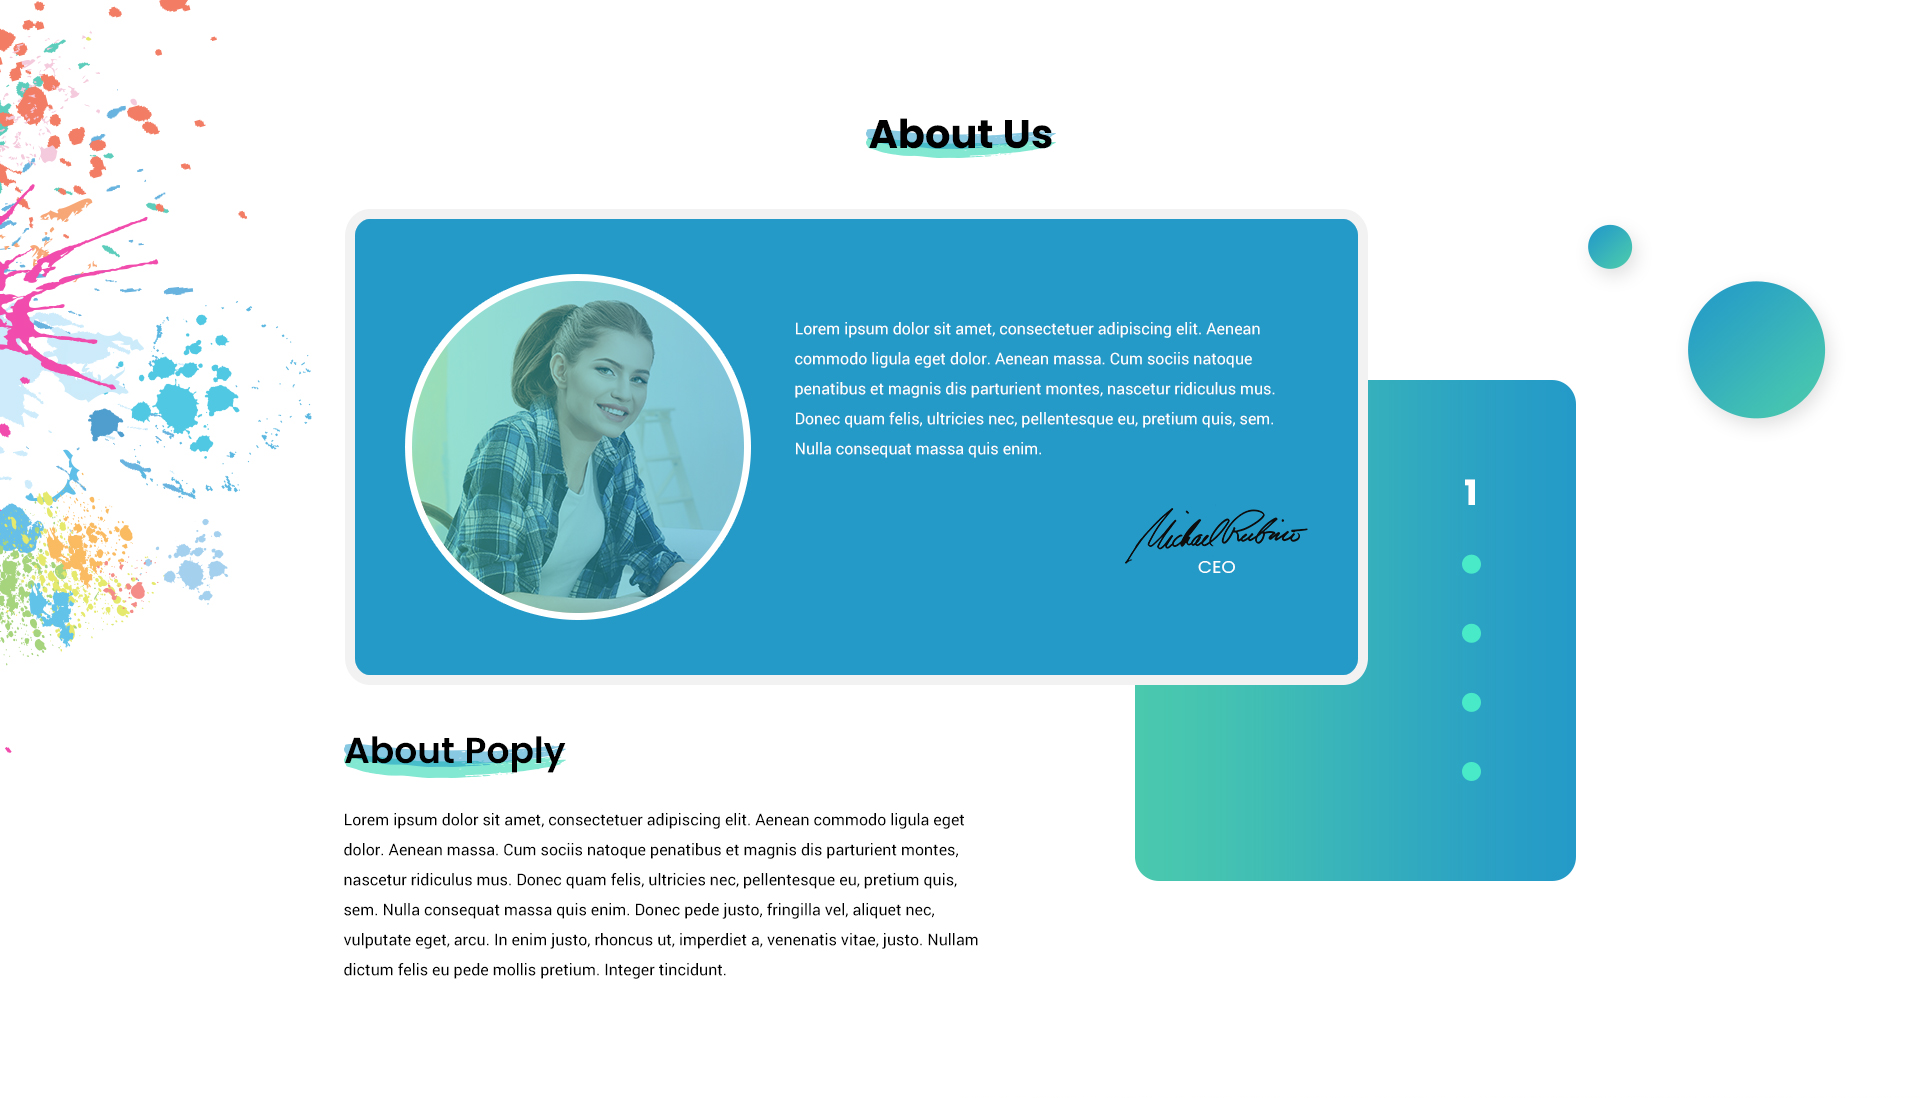 About Us
Lorem ipsum dolor sit amet, consectetuer adipiscing elit. Aenean
commodo ligula eget dolor. Aenean massa. Cum sociis natoque
penatibus et magnis dis parturient montes, nascetur ridiculus mus.
Donec quam felis, ultricies nec, pellentesque eu, pretium quis, sem.
Nulla consequat massa quis enim.
Michael Rubino
CEO
1
About Poply
Lorem ipsum dolor sit amet, consectetuer adipiscing elit. Aenean commodo ligula eget
dolor. Aenean massa. Cum sociis natoque penatibus et magnis dis parturient montes,
nascetur ridiculus mus. Donec quam felis, ultricies nec, pellentesque eu, pretium quis,
sem. Nulla consequat massa quis enim. Donec pede justo, fringilla vel, aliquet nec,
vulputate eget, arcu. In enim justo, rhoncus ut, imperdiet a, venenatis vitae, justo. Nullam
dictum felis eu pede mollis pretium. Integer tincidunt.